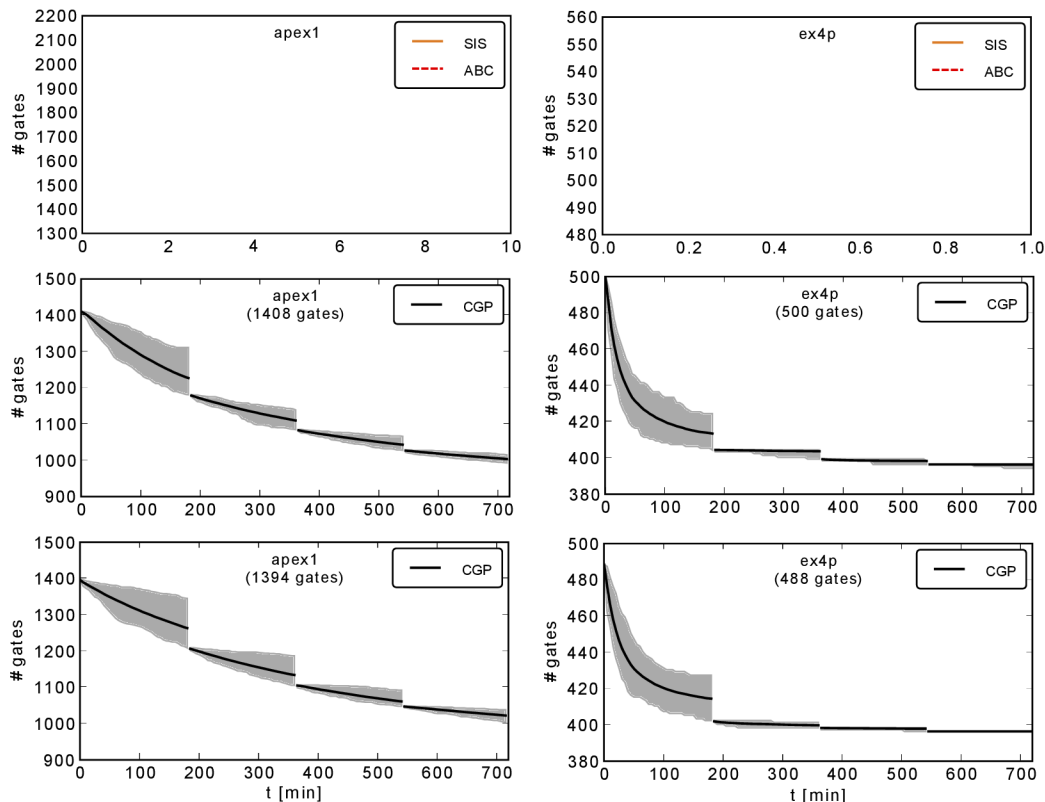 apex1
SIS
ABC
# gates
2200
2100
2000
1900
1800
1700
1600
1500
1400
1300
0 2 4 6 8 10
ex4p
SIS
ABC
# gates
560
550
540
530
520
510
500
490
480
0.0 0.2 0.4 0.6 0.8 1.0
apex1
(1408 gates)
CGP
# gates
1500
1400
1300
1200
1100
1000
900
0 100 200 300 400 500 600 700
ex4p
(500 gates)
CGP
# gates
500
480
460
440
420
400
380
0 100 200 300 400 500 600 700
apex1
(1394 gates)
CGP
# gates
1500
1400
1300
1200
1100
1000
900
0 100 200 300 400 500 600 700
t [min]
ex4p
(488 gates)
CGP
# gates
500
480
460
440
420
400
380
0 100 200 300 400 500 600 700
t [min]